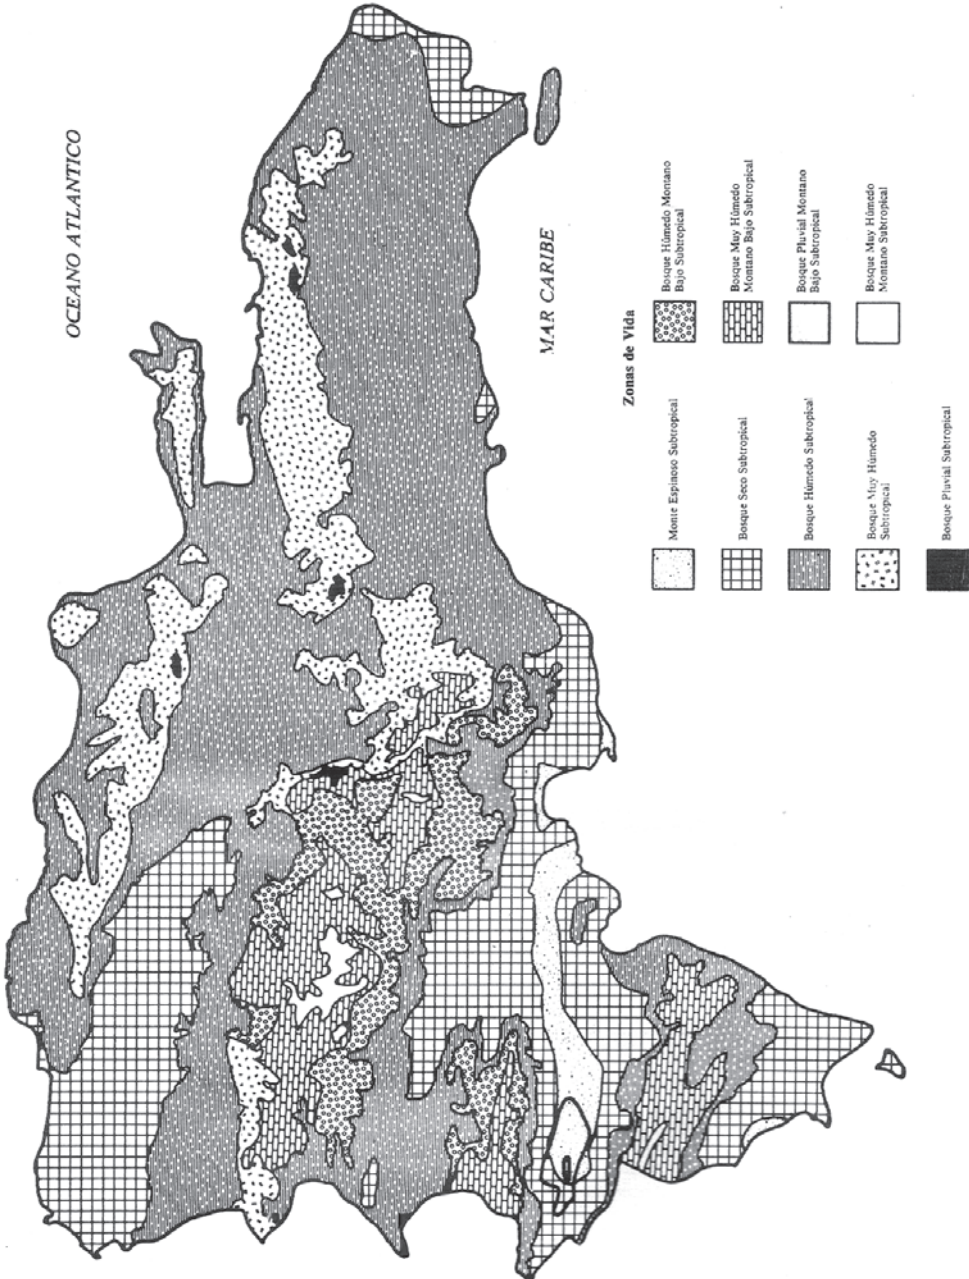 OCEANO ATLANTICO
MAR CARIBE
Zonas de Vida
Monte Espinoso Subtropical
Bosque Seco Subtropical
Bosque Húmedo Subtropical
Bosque Muy Húmedo
Subtropical
Bosque Pluvial Subtropical
Bosque Húmedo Montano
Bajo Subtropical
Bosque Muy Húmedo
Montano Bajo Subtropical
Bosque Pluvial Montano
Bajo Subtropical
Bosque Muy Húmedo
Montano Subtropical